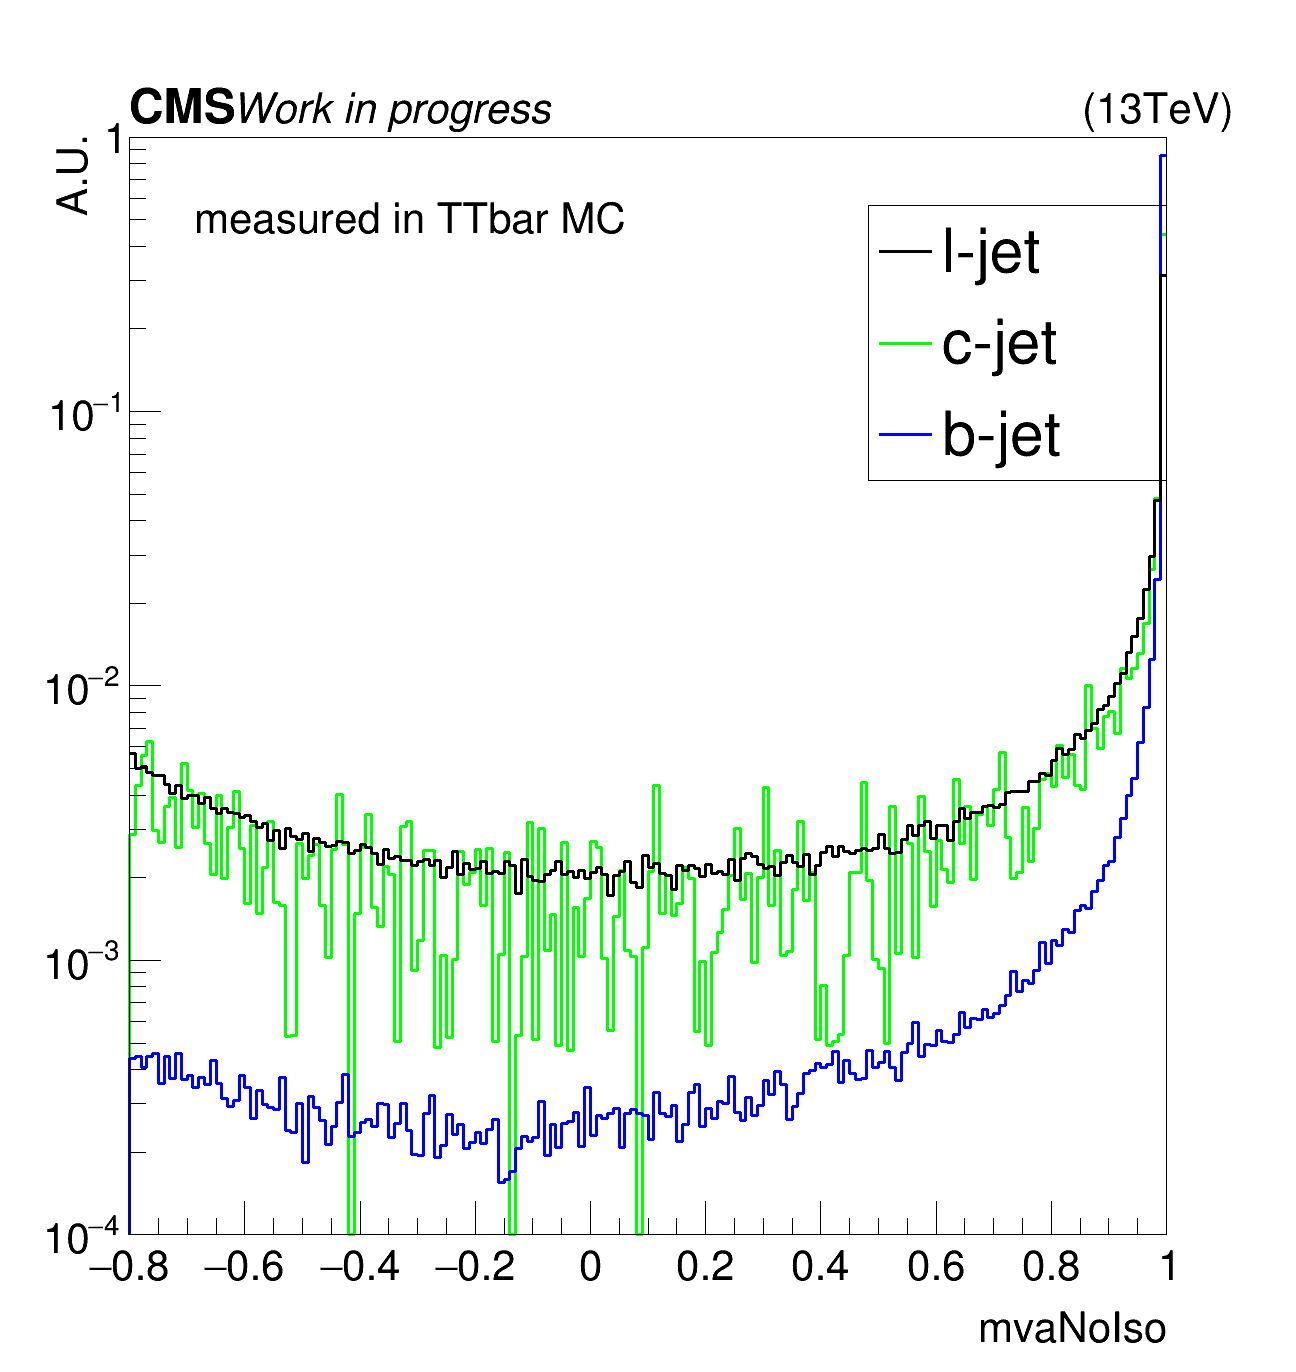 CMS Work in progress (13TeV)
A.U.
measured in TTbar MC
l-jet
c-jet
b-jet
1
10⁻¹
10⁻²
10⁻³
10⁻⁴
−0.8 −0.6 −0.4 −0.2 0 0.2 0.4 0.6 0.8 1
mvaNoIso